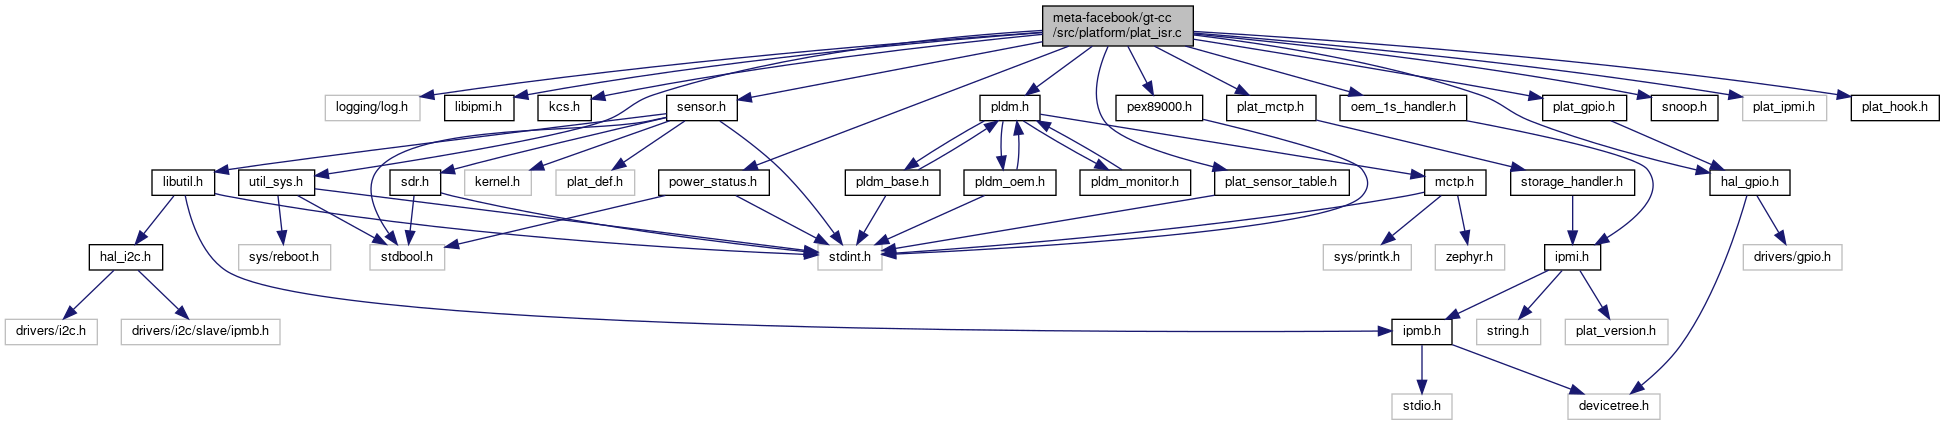 meta-facebook/gt-cc
/src/platform/plat_isr.c
logging/log.h
libipmi.h
kcs.h
sensor.h
pldm.h
pex89000.h
plat_mctp.h
oem_1s_handler.h
plat_gpio.h
snoop.h
plat_ipmi.h
plat_hook.h
libutil.h
util_sys.h
sdr.h
kernel.h
plat_def.h
power_status.h
pldm_base.h
pldm_oem.h
pldm_monitor.h
plat_sensor_table.h
mctp.h
storage_handler.h
hal_gpio.h
hal_i2c.h
sys/reboot.h
stdbool.h
stdint.h
sys/printk.h
zephyr.h
ipmi.h
drivers/gpio.h
drivers/i2c.h
drivers/i2c/slave/ipmb.h
ipmb.h
string.h
plat_version.h
stdio.h
devicetree.h